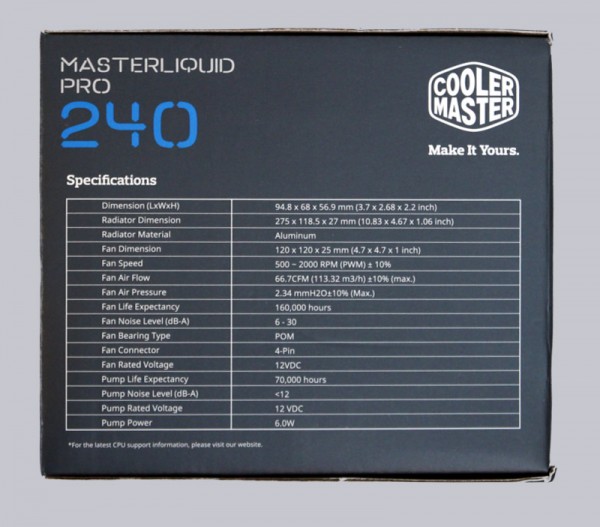 MASTERLIQUID
PRO
240
COOLER
MASTER
Make It Yours.
Specifications
Dimension (LxWxH) 94.8 x 68 x 56.9 mm (3.7 x 2.68 x 2.2 inch)
Radiator Dimension 275 x 118.5 x 27 mm (10.83 x 4.67 x 1.06 inch)
Radiator Material Aluminum
Fan Dimension 120 x 120 x 25 mm (4.7 x 4.7 x 1 inch)
Fan Speed 500 ~ 2000 RPM (PWM) ± 10%
Fan Air Flow 66.7CFM (113.32 m3/h) ±10% (max.)
Fan Air Pressure 2.34 mmH2O±10% (Max.)
Fan Life Expectancy 160,000 hours
Fan Noise Level (dB-A) 6 - 30
Fan Bearing Type POM
Fan Connector 4-Pin
Fan Rated Voltage 12VDC
Pump Life Expectancy 70,000 hours
Pump Noise Level (dB-A) <12
Pump Rated Voltage 12 VDC
Pump Power 6.0W
*For the latest CPU support information, please visit our website.